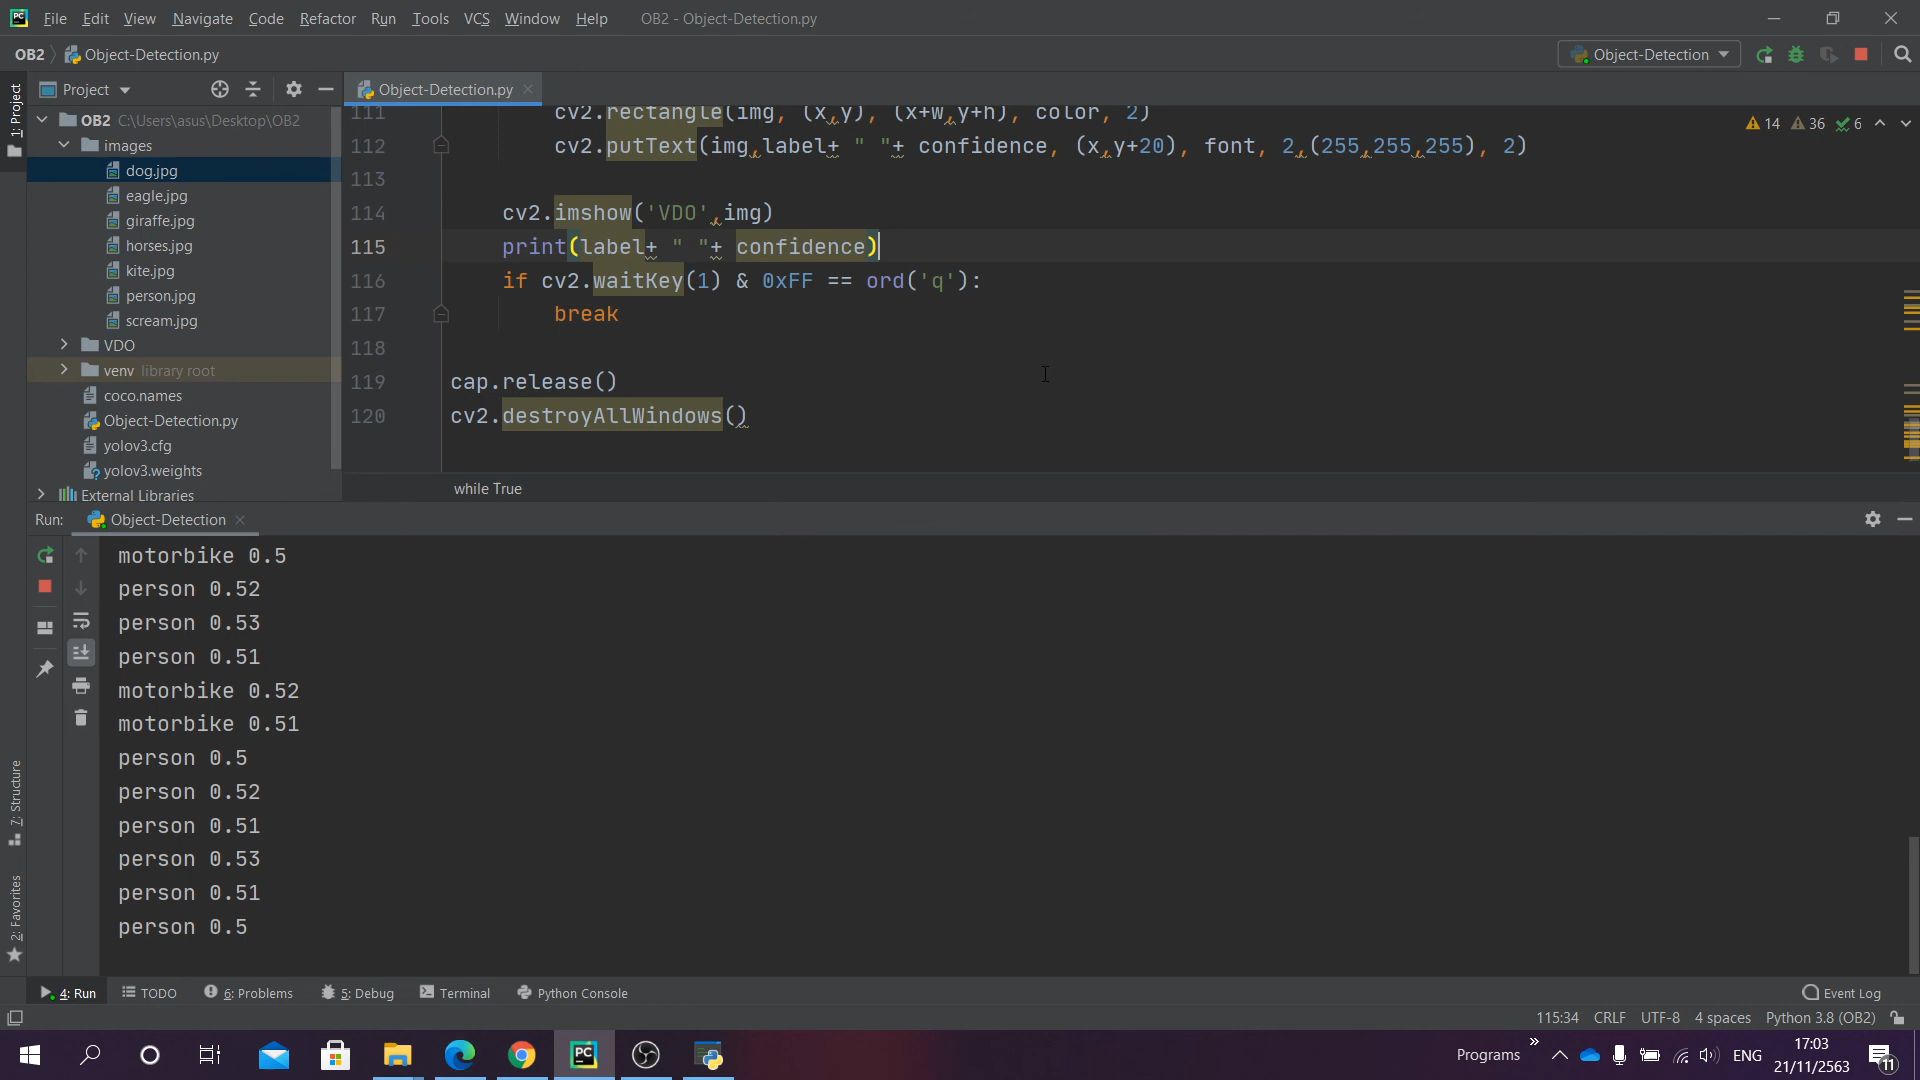 PC File Edit View Navigate Code Refactor Run Tools VCS Window Help OB2 - Object-Detection.py
OB2 Object-Detection.py Object-Detection
1: Project
Project
Object-Detection.py
OB2 C:\Users\asus\Desktop\OB2
images
dog.jpg
eagle.jpg
giraffe.jpg
horses.jpg
kite.jpg
person.jpg
scream.jpg
VDO
venv library root
coco.names
Object-Detection.py
yolov3.cfg
yolov3.weights
External Libraries
14 36 6
111 cv2.rectangle(img, (x,y), (x+w,y+h), color, 2)
112 cv2.putText(img,label+ " "+ confidence, (x,y+20), font, 2,(255,255,255), 2)
113
114 cv2.imshow('VDO',img)
115 print(label+ " "+ confidence)
116 if cv2.waitKey(1) & 0xFF == ord('q'):
117 break
118
119 cap.release()
120 cv2.destroyAllWindows()
while True
Run: Object-Detection
motorbike 0.5
person 0.52
person 0.53
person 0.51
motorbike 0.52
motorbike 0.51
person 0.5
person 0.52
person 0.51
person 0.53
person 0.51
person 0.5
7: Structure
2: Favorites
4: Run TODO 6: Problems 5: Debug Terminal Python Console Event Log
115:34 CRLF UTF-8 4 spaces Python 3.8 (OB2)
PC Programs ENG 17:03
21/11/2563 11